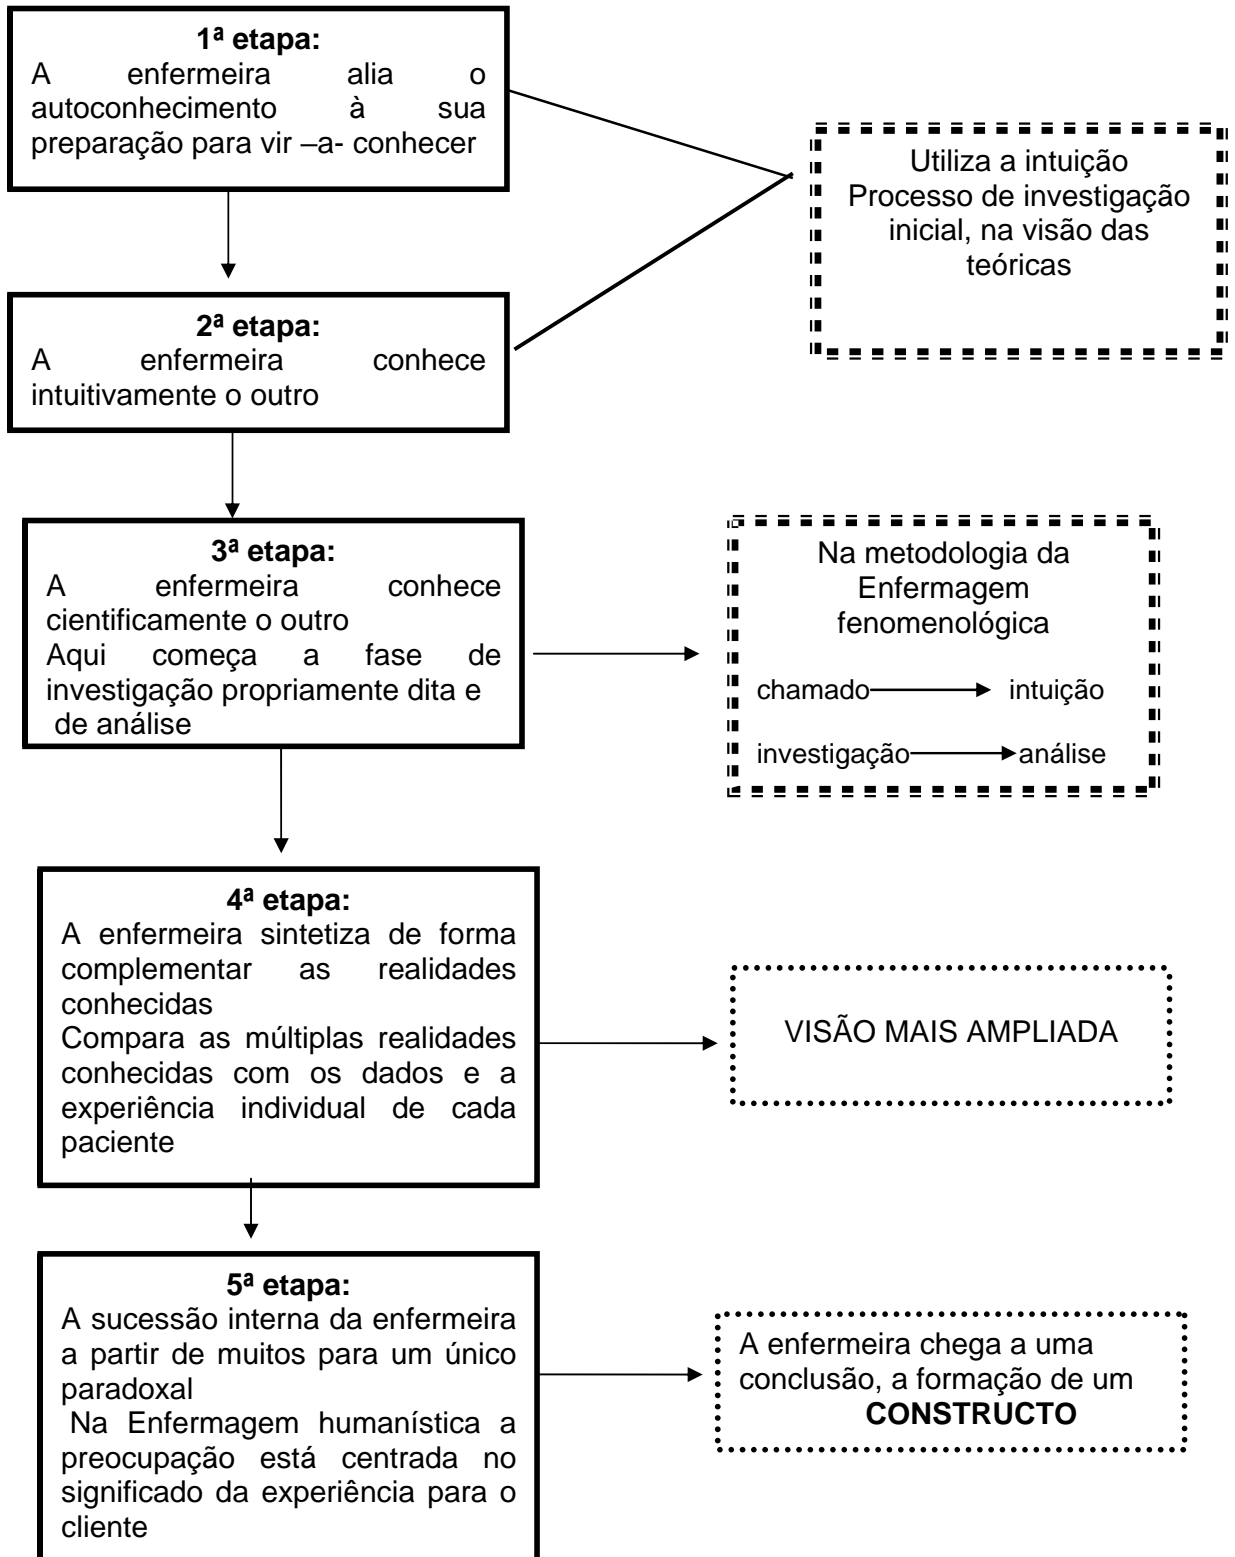 1ª etapa:
A enfermeira alia o
autoconhecimento à sua
preparação para vir –a- conhecer
Utiliza a intuição
Processo de investigação
inicial, na visão das
teóricas
2ª etapa:
A enfermeira conhece
intuitivamente o outro
3ª etapa:
A enfermeira conhece
cientificamente o outro
Aqui começa a fase de
investigação propriamente dita e
de análise
Na metodologia da
Enfermagem
fenomenológica
chamado intuição
investigação análise
4ª etapa:
A enfermeira sintetiza de forma
complementar as realidades
conhecidas
Compara as múltiplas realidades
conhecidas com os dados e a
experiência individual de cada
paciente
VISÃO MAIS AMPLIADA
5ª etapa:
A sucessão interna da enfermeira
a partir de muitos para um único
paradoxal
Na Enfermagem humanística a
preocupação está centrada no
significado da experiência para o
cliente
A enfermeira chega a uma
conclusão, a formação de um
CONSTRUCTO